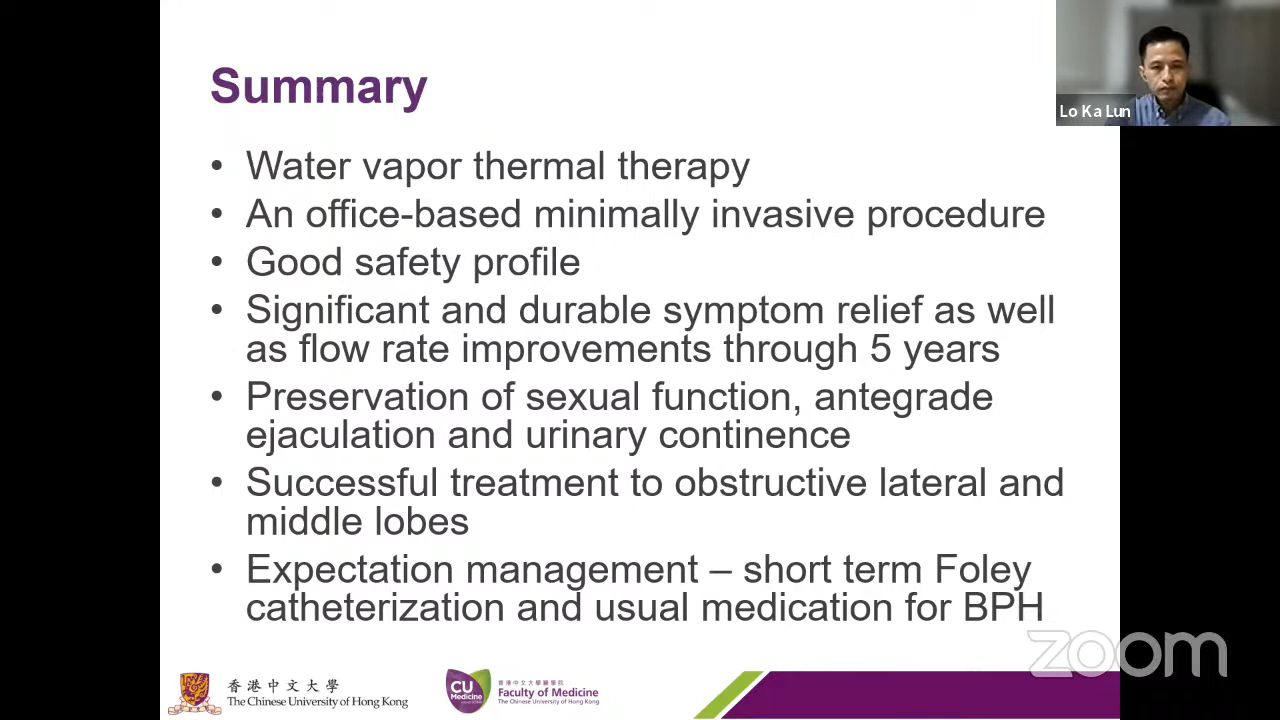 Summary
Lo Ka Lun
• Water vapor thermal therapy
• An office-based minimally invasive procedure
• Good safety profile
• Significant and durable symptom relief as well
as flow rate improvements through 5 years
• Preservation of sexual function, antegrade
ejaculation and urinary continence
• Successful treatment to obstructive lateral and
middle lobes
• Expectation management – short term Foley
catheterization and usual medication for BPH
zoom
香港中文大學
The Chinese University of Hong Kong
CU
Medicine
香港中文大學醫學院
Faculty of Medicine
The Chinese University of Hong Kong